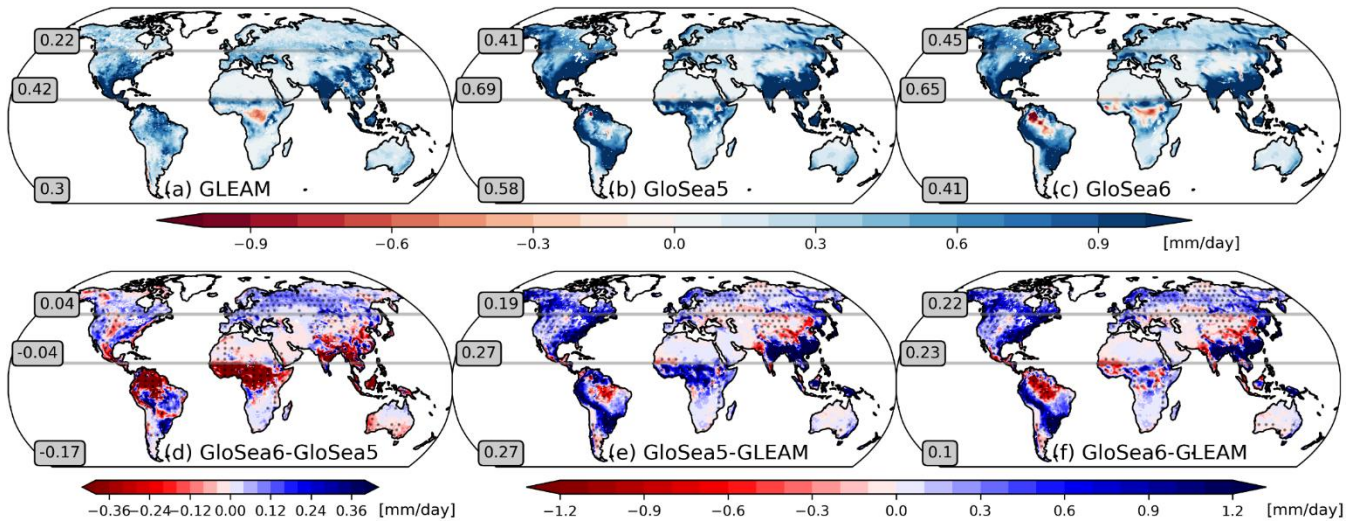 0.22
0.42
0.3
(a) GLEAM
0.41
0.69
0.58
(b) GloSea5
0.45
0.65
0.41
(c) GloSea6
−0.9 −0.6 −0.3 0.0 0.3 0.6 0.9 [mm/day]
0.04
-0.04
-0.17
(d) GloSea6-GloSea5
0.19
0.27
0.27
(e) GloSea5-GLEAM
0.22
0.23
0.1
(f) GloSea6-GLEAM
−0.36 −0.24 −0.12 0.00 0.12 0.24 0.36 [mm/day]
−1.2 −0.9 −0.6 −0.3 0.0 0.3 0.6 0.9 1.2 [mm/day]